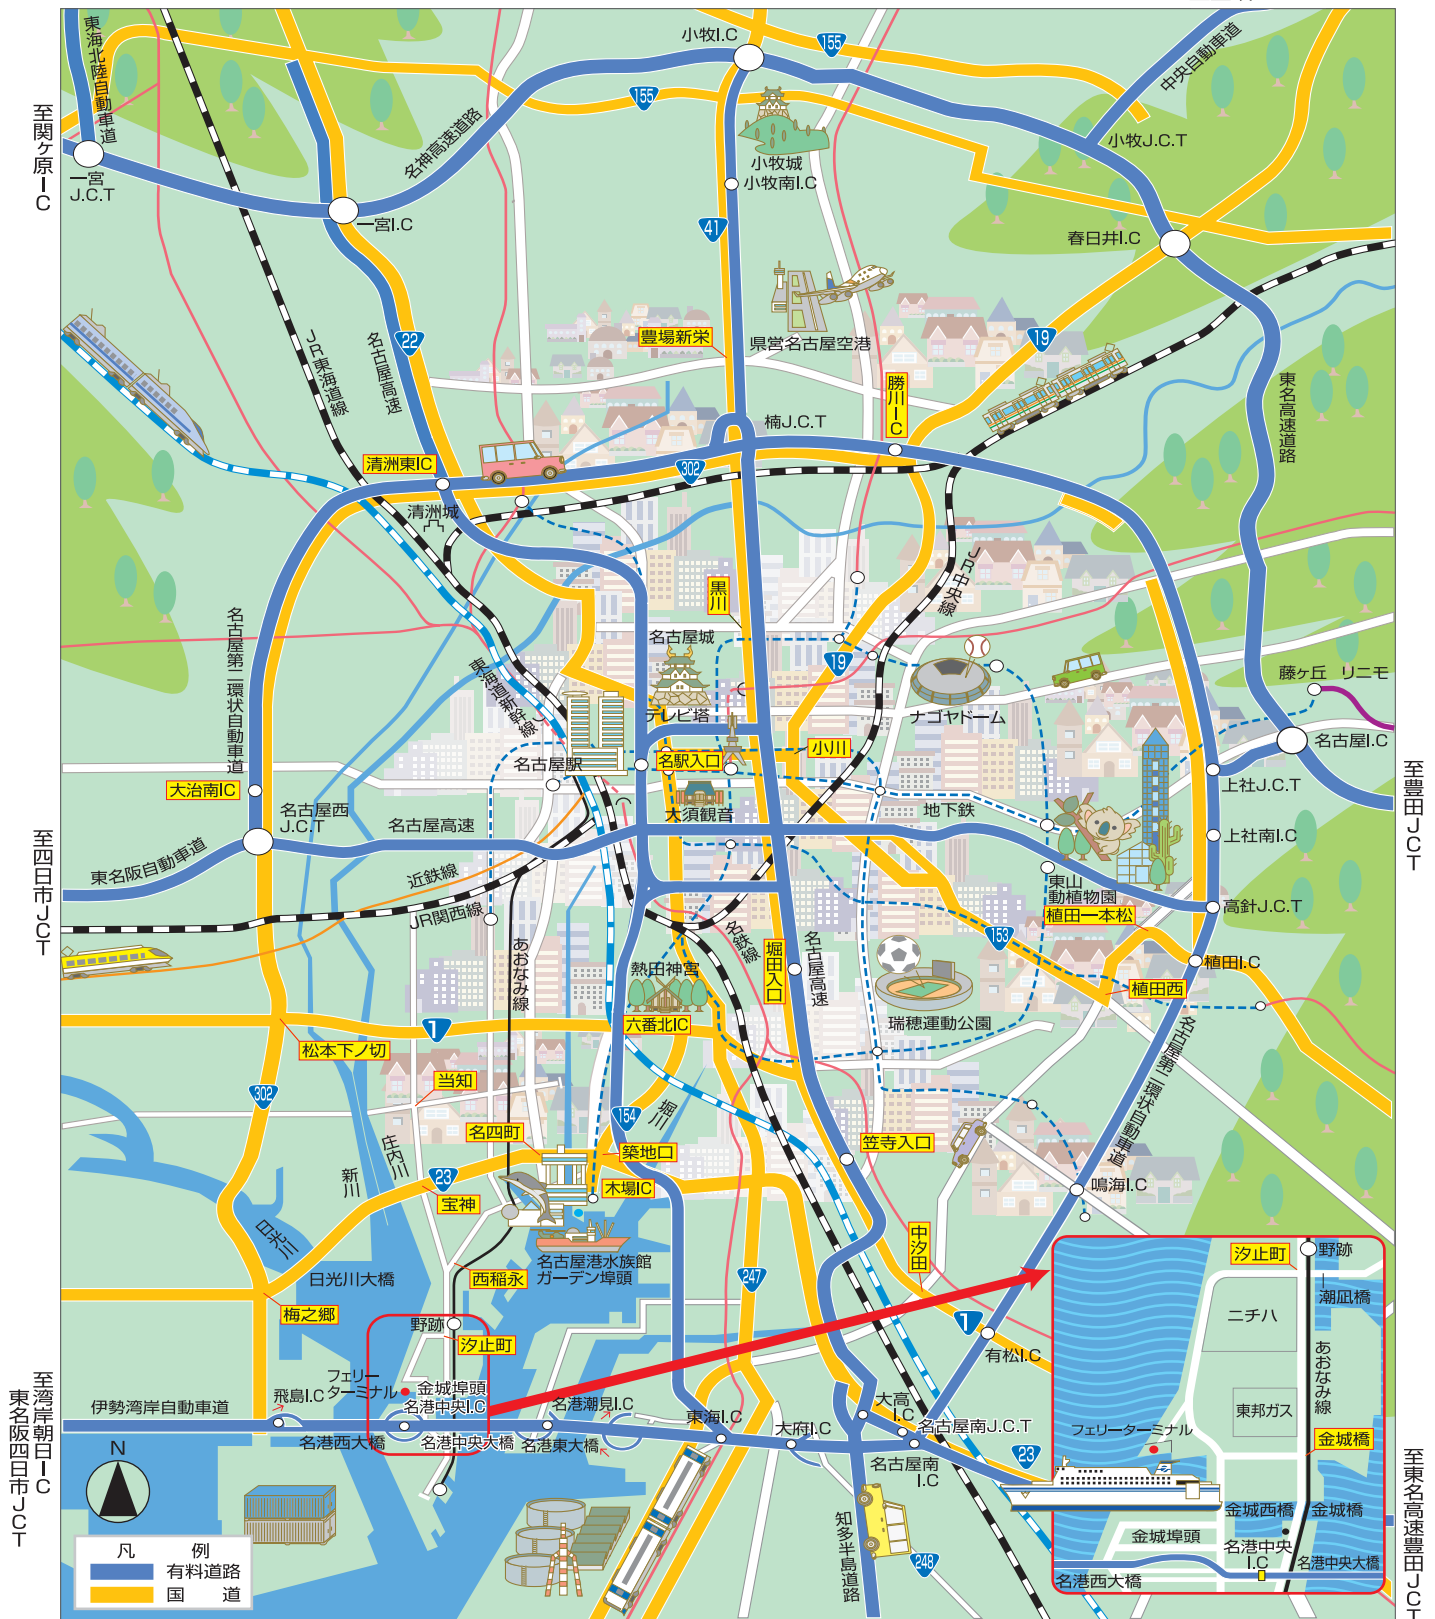 東海北陸自動車道
小牧I.C
155
中央自動車道
155
至関ヶ原IC
名神高速道路
小牧J.C.T
一宮
J.C.T
小牧城
小牧南I.C
一宮I.C
41
春日井I.C
JR東海道線
名古屋高速
22
豊場新栄
県営名古屋空港
19
勝川IC
東名高速道路
楠J.C.T
清洲東IC
302
清洲城
JR中央線
黒川
名古屋第二環状自動車道
名古屋城
19
東海道新幹線
テレビ塔
ナゴヤドーム
藤ヶ丘 リニモ
名古屋I.C
名古屋駅
名駅入口
小川
上社J.C.T
至豊田JCT
大治南IC
大須観音
地下鉄
名古屋西
J.C.T
名古屋高速
上社南I.C
至四日市JCT
東名阪自動車道
近鉄線
東山
動植物園
JR関西線
植田一本松
高針J.C.T
あおなみ線
名鉄線
堀田入口
名古屋高速
153
植田I.C
熱田神宮
植田西
六番北IC
瑞穂運動公園
1
松本下ノ切
名古屋第二環状自動車道
302
当知
154
堀川
名四町
築地口
笠寺入口
庄内川
新川
23
宝神
木場IC
鳴海I.C
日光川
中汐田
名古屋港水族館
ガーデン埠頭
日光川大橋
西稲永
247
梅之郷
野跡
汐止町
1
有松I.C
フェリー
ターミナル
金城埠頭
名港中央I.C
飛島I.C
名港潮見I.C
伊勢湾岸自動車道
東海I.C
大府I.C
大高
I.C
名古屋南J.C.T
名港西大橋
名港中央大橋
名港東大橋
名古屋南
I.C
23
至湾岸朝日IC
東名阪四日市JCT
N
知多半島道路
248
凡 例
有料道路
国 道
汐止町
野跡
潮凪橋
ニチハ
あおなみ線
東邦ガス
フェリーターミナル
金城橋
金城西橋
金城橋
金城埠頭
名港中央
I.C
名港中央大橋
名港西大橋
至東名高速豊田JCT